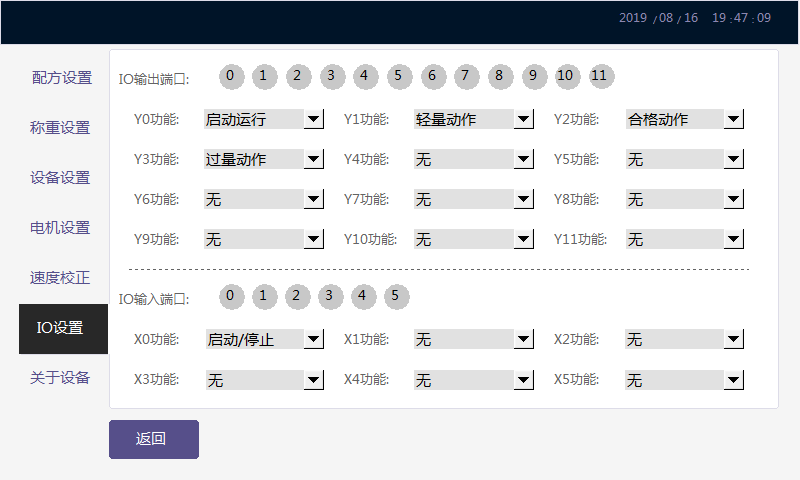 2019 / 08 / 16 19 : 47 : 09
配方设置
称重设置
设备设置
电机设置
速度校正
IO设置
关于设备
IO输出端口: 0 1 2 3 4 5 6 7 8 9 10 11
Y0功能: 启动运行 Y1功能: 轻量动作 Y2功能: 合格动作
Y3功能: 过量动作 Y4功能: 无 Y5功能: 无
Y6功能: 无 Y7功能: 无 Y8功能: 无
Y9功能: 无 Y10功能: 无 Y11功能: 无
IO输入端口: 0 1 2 3 4 5
X0功能: 启动/停止 X1功能: 无 X2功能: 无
X3功能: 无 X4功能: 无 X5功能: 无
返回